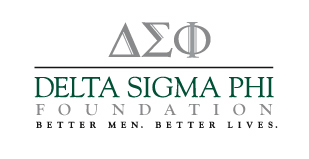 ΔΣΦ
DELTA SIGMA PHI
FOUNDATION
BETTER MEN. BETTER LIVES.